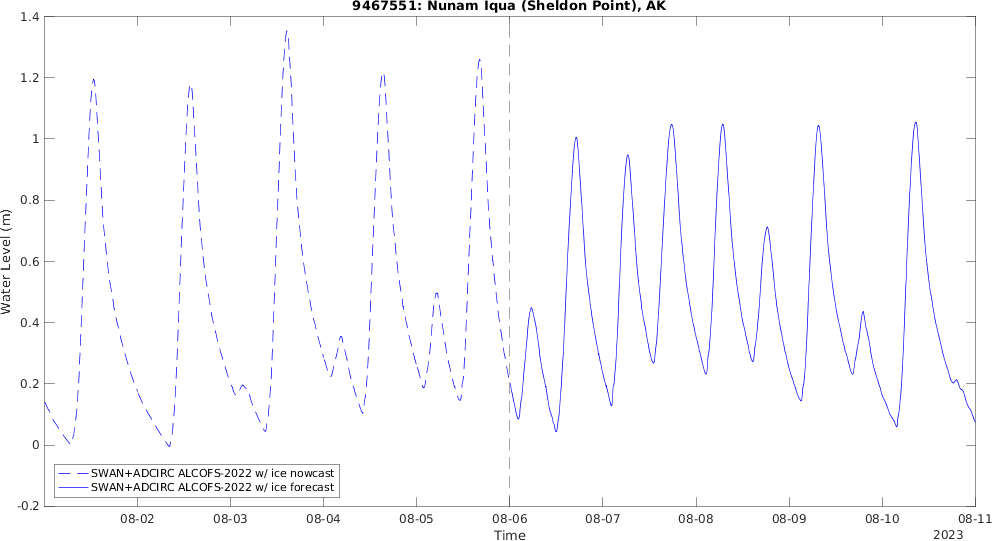 9467551: Nunam Iqua (Sheldon Point), AK
1.4
1.2
1
0.8
0.6
0.4
0.2
0
-0.2
Water Level (m)
SWAN+ADCIRC ALCOFS-2022 w/ ice nowcast
SWAN+ADCIRC ALCOFS-2022 w/ ice forecast
08-02 08-03 08-04 08-05 08-06 08-07 08-08 08-09 08-10 08-11
Time
2023